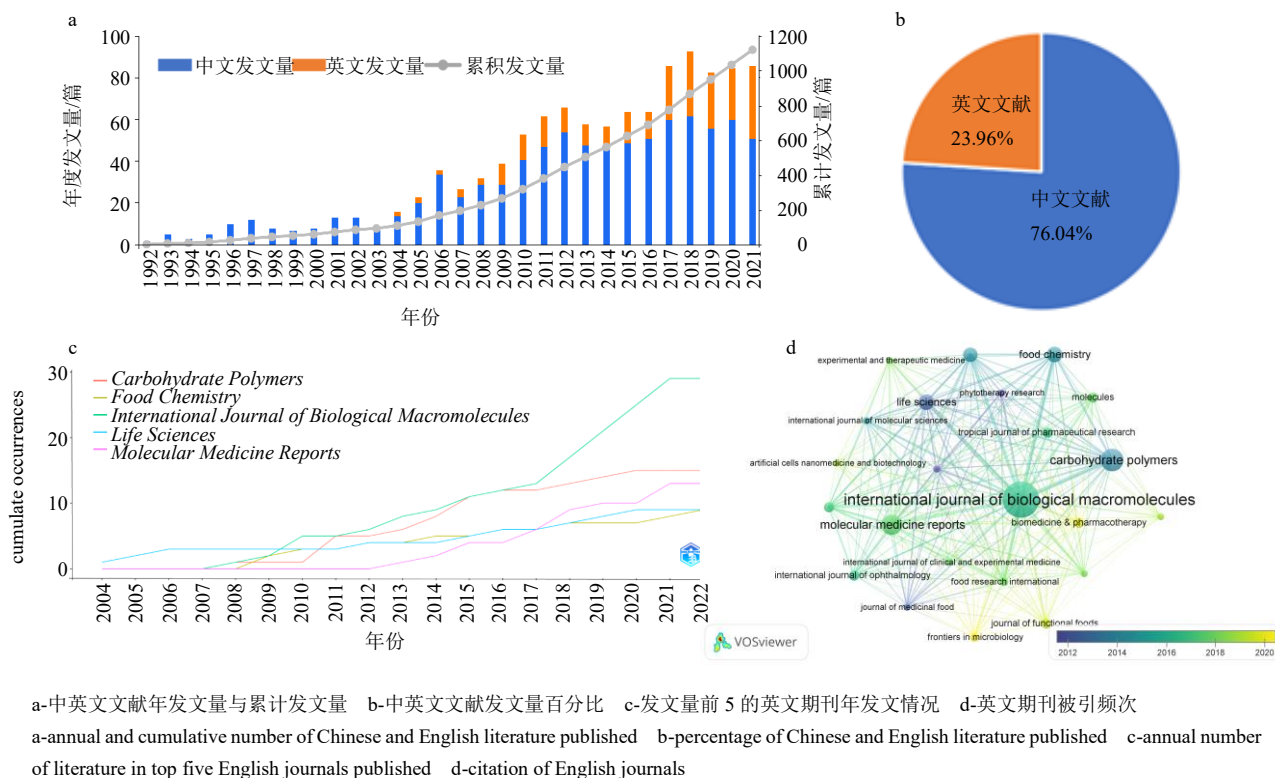 a
100
80
60
40
20
0
年度发文量/篇
中文发文量 英文发文量 累积发文量
1200
1000
800
600
400
200
0
累计发文量/篇
1992 1993 1994 1995 1996 1997 1998 1999 2000 2001 2002 2003 2004 2005 2006 2007 2008 2009 2010 2011 2012 2013 2014 2015 2016 2017 2018 2019 2020 2021
年份
b
英文文献
23.96%
中文文献
76.04%
c
30
20
10
0
cumulate occurrences
Carbohydrate Polymers
Food Chemistry
International Journal of Biological Macromolecules
Life Sciences
Molecular Medicine Reports
2004 2005 2006 2007 2008 2009 2010 2011 2012 2013 2014 2015 2016 2017 2018 2019 2020 2021 2022
年份
d
experimental and therapeutic medicine
food chemistry
phytotherapy research
life sciences
molecules
international journal of molecular sciences
tropical journal of pharmaceutical research
artificial cells nanomedicine and biotechnology
carbohydrate polymers
international journal of biological macromolecules
molecular medicine reports
biomedicine & pharmacotherapy
international journal of clinical and experimental medicine
international journal of ophthalmology
food research international
journal of medicinal food
journal of functional foods
frontiers in microbiology
VOSviewer
2012 2014 2016 2018 2020
a-中英文文献年发文量与累计发文量 b-中英文文献发文量百分比 c-发文量前 5 的英文期刊年发文情况 d-英文期刊被引频次
a-annual and cumulative number of Chinese and English literature published b-percentage of Chinese and English literature published c-annual number
of literature in top five English journals published d-citation of English journals